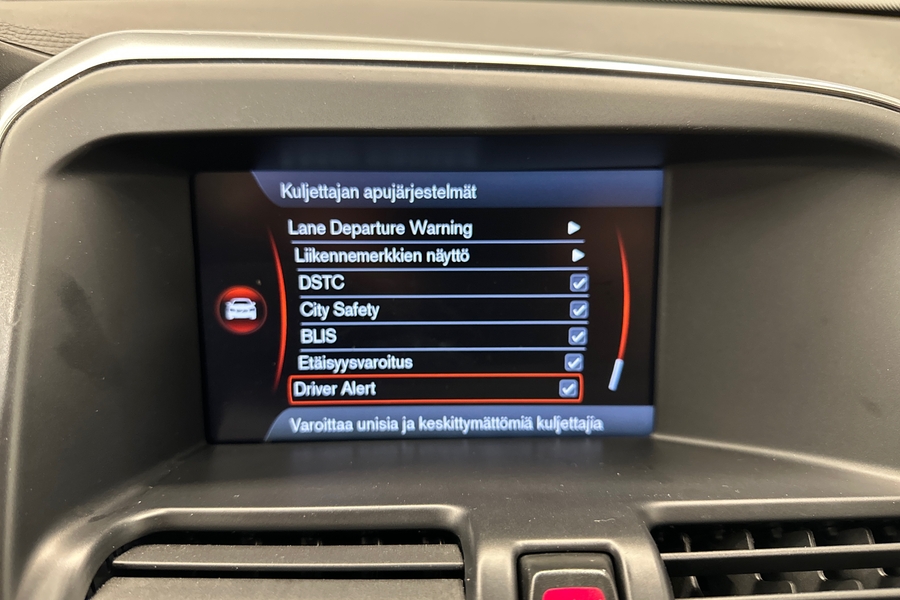 Kuljettajan apujärjestelmät
Lane Departure Warning
Liikennemerkkien näyttö
DSTC
City Safety
BLIS
Etäisyysvaroitus
Driver Alert
Varoittaa unisia ja keskittymättömiä kuljettajia